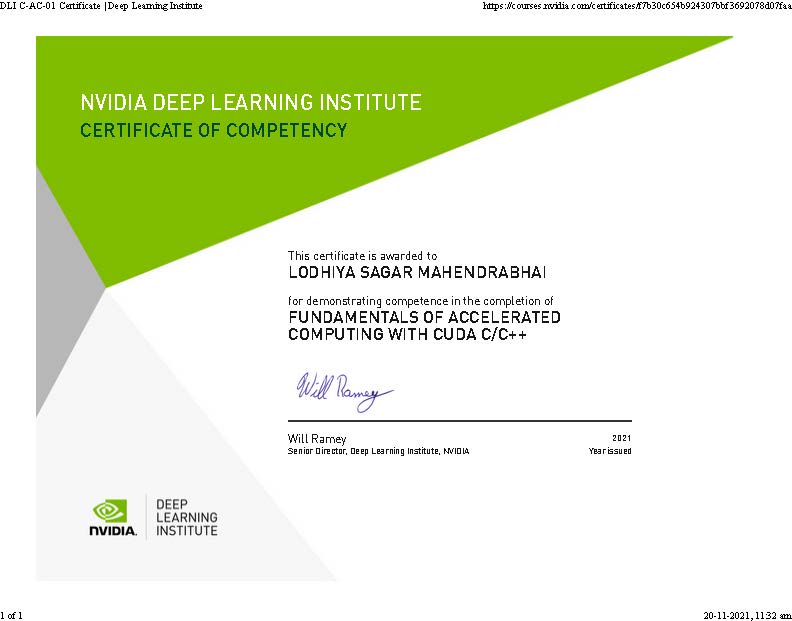 DLI C-AC-01 Certificate | Deep Learning Institute
https://courses.nvidia.com/certificates/f7b30c654b924307bbf3692078d07faa
NVIDIA DEEP LEARNING INSTITUTE
CERTIFICATE OF COMPETENCY
This certificate is awarded to
LODHIYA SAGAR MAHENDRABHAI
for demonstrating competence in the completion of
FUNDAMENTALS OF ACCELERATED
COMPUTING WITH CUDA C/C++
Will Ramey
Will Ramey
2021
Senior Director, Deep Learning Institute, NVIDIA
Year issued
NVIDIA.
DEEP
LEARNING
INSTITUTE
1 of 1
20-11-2021, 11:32 am